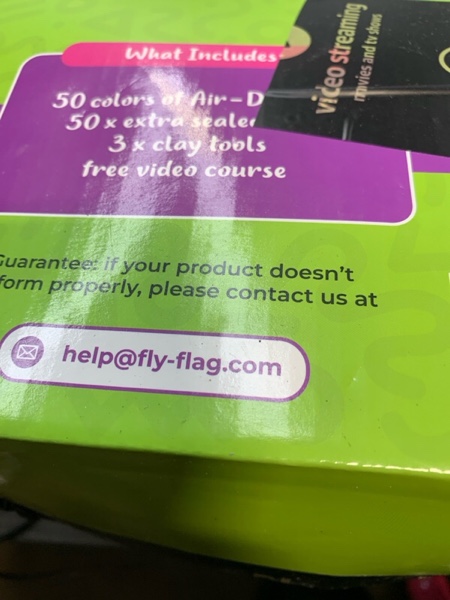 What Includes
50 colors of Air-D
50 x extra sealed
3 x clay tools
free video course
video streaming
movies and tv shows
Guarantee: if your product doesn't
form properly, please contact us at
help@fly-flag.com